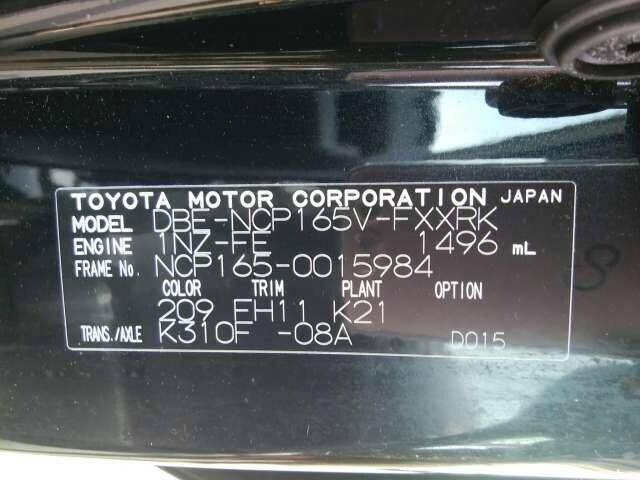 TOYOTA MOTOR CORPORATION JAPAN
MODEL DBE-NCP165V-FXXRK
ENGINE 1NZ-FE 1496 mL
FRAME No. NCP165-0015984
COLOR TRIM PLANT OPTION
209 EH11 K21
TRANS./AXLE K310F -08A D015